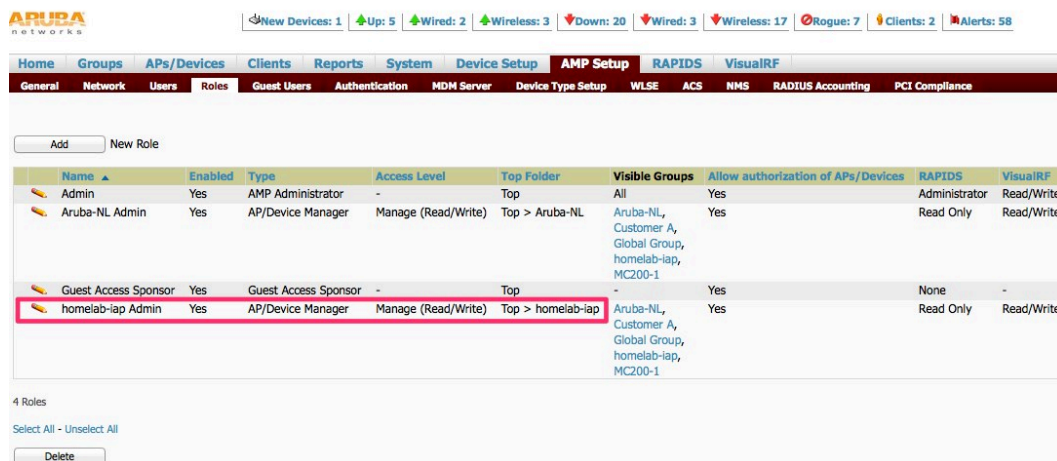 ARUBA
networks
New Devices: 1 Up: 5 Wired: 2 Wireless: 3 Down: 20 Wired: 3 Wireless: 17 Rogue: 7 Clients: 2 Alerts: 58
Home Groups APs/Devices Clients Reports System Device Setup AMP Setup RAPIDS VisualRF
General Network Users Roles Guest Users Authentication MDM Server Device Type Setup WLSE ACS NMS RADIUS Accounting PCI Compliance
Add New Role
Name ▲ Enabled Type Access Level Top Folder Visible Groups Allow authorization of APs/Devices RAPIDS VisualRF
Admin Yes AMP Administrator - Top All Yes Administrator Read/Write
Aruba-NL Admin Yes AP/Device Manager Manage (Read/Write) Top > Aruba-NL Aruba-NL, Yes Read Only Read/Write
Customer A,
Global Group,
homelab-iap,
MC200-1
Guest Access Sponsor Yes Guest Access Sponsor - Top - Yes None -
homelab-iap Admin Yes AP/Device Manager Manage (Read/Write) Top > homelab-iap Aruba-NL, Yes Read Only Read/Write
Customer A,
Global Group,
homelab-iap,
MC200-1
4 Roles
Select All - Unselect All
Delete